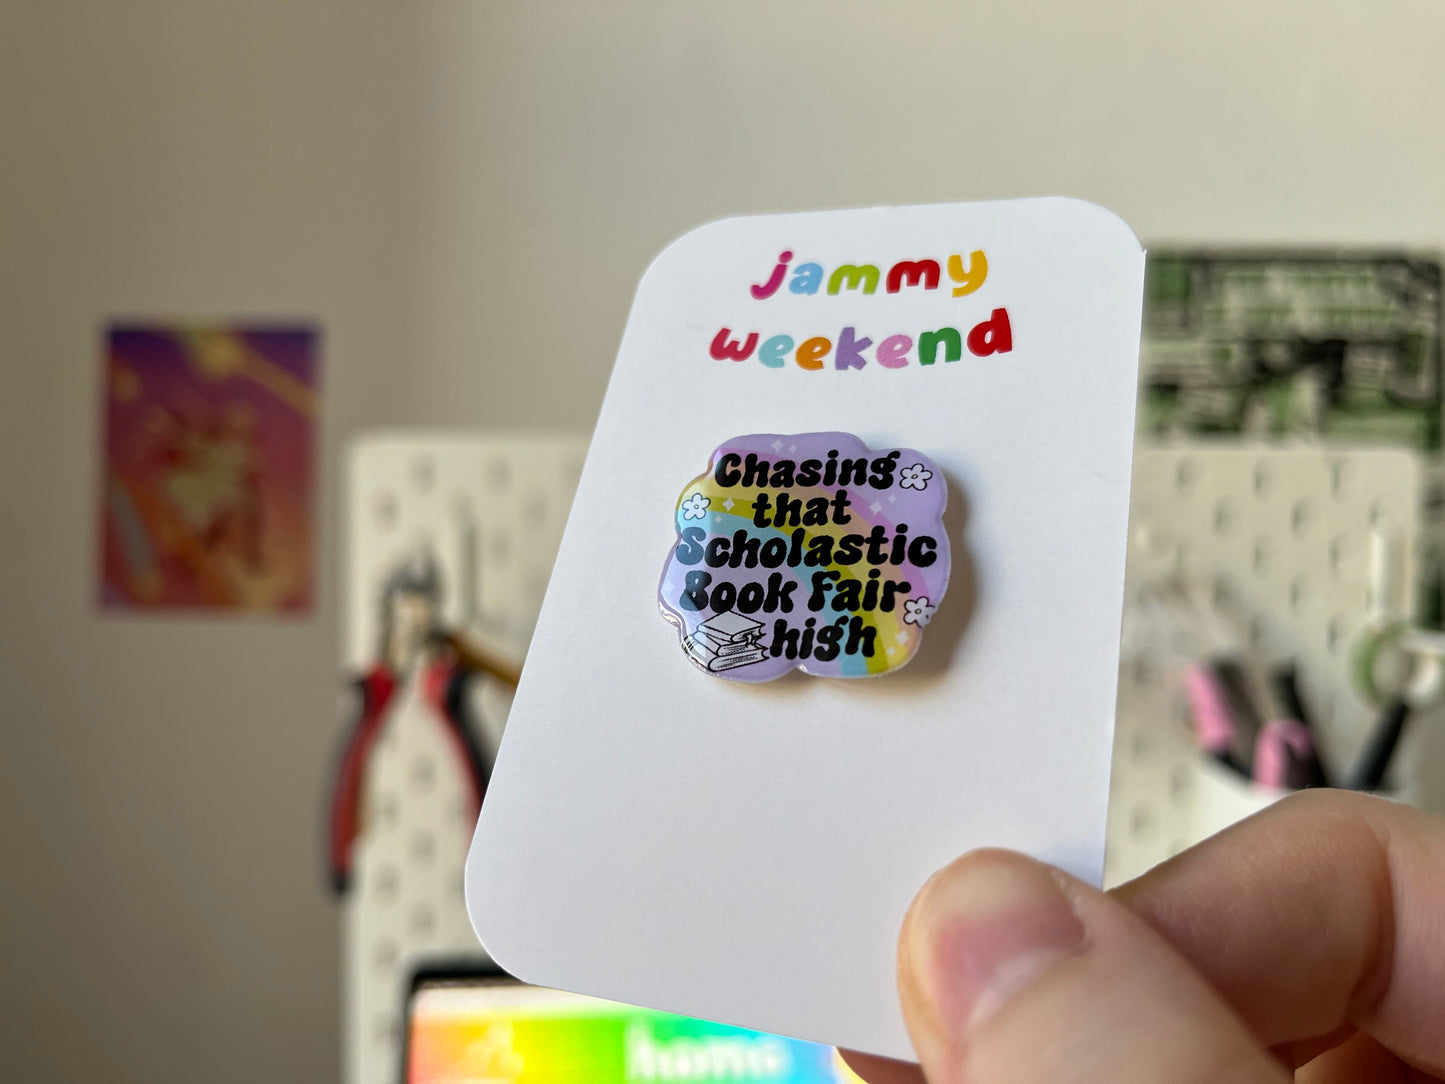 jammy
weekend
Chasing
that
Scholastic
Book Fair
high